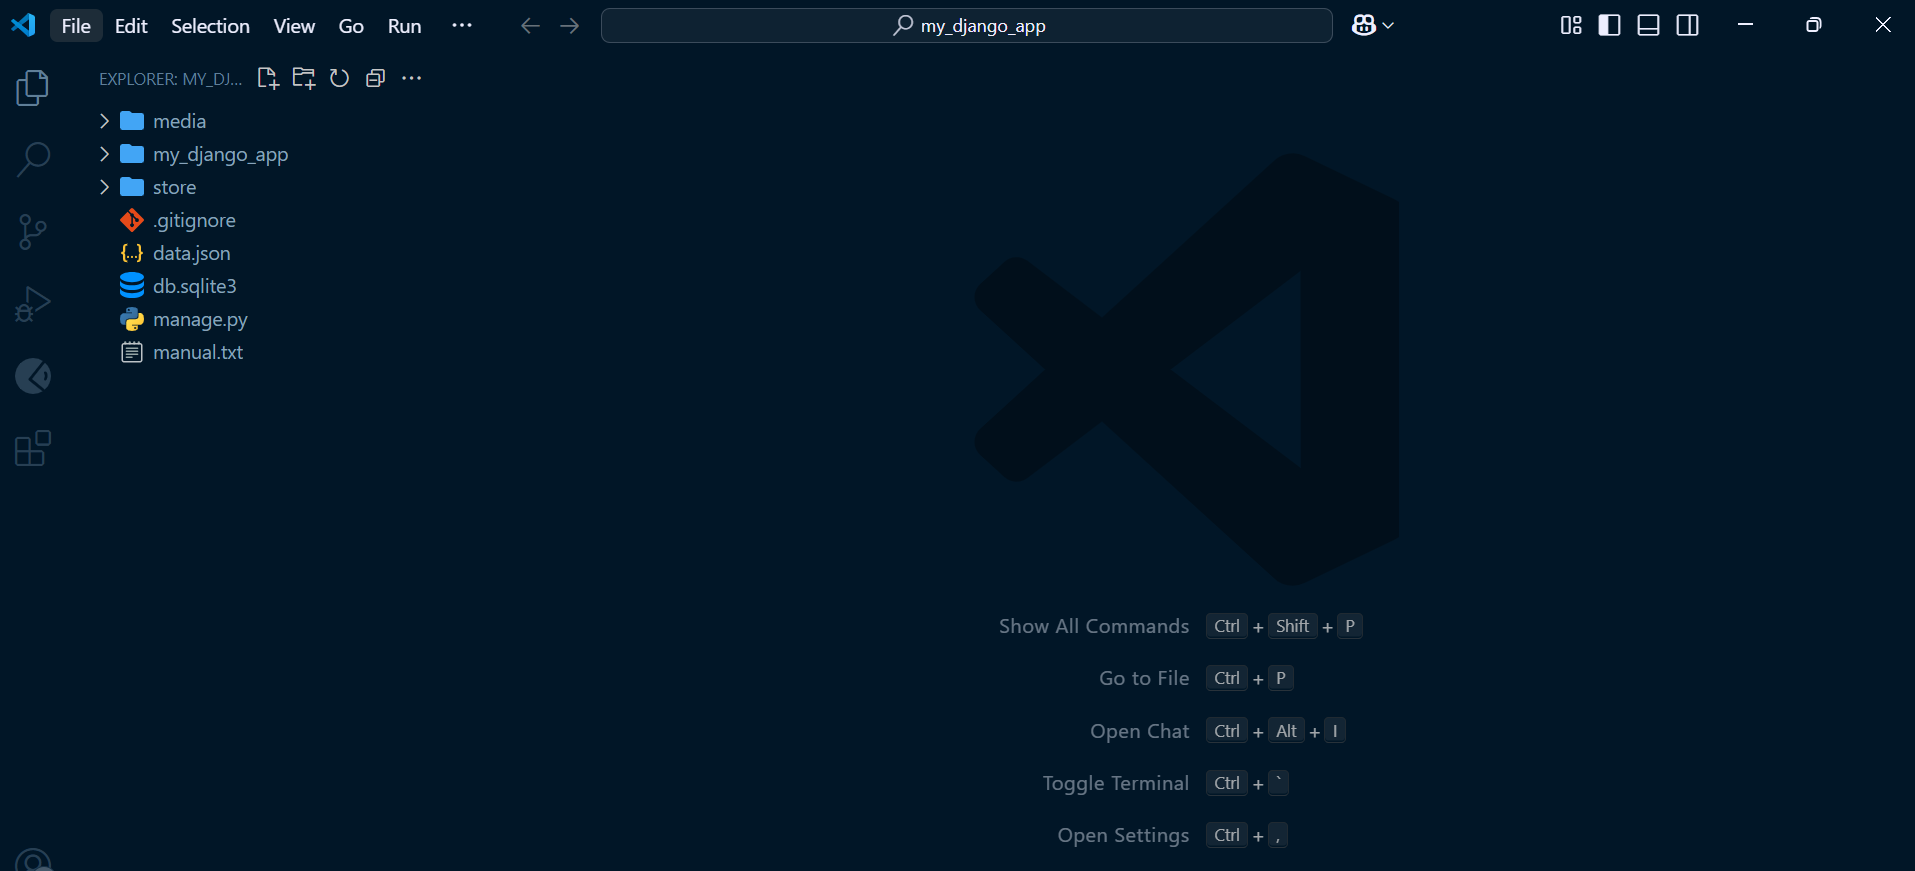 File Edit Selection View Go Run ··· my_django_app
EXPLORER: MY_DJ...
media
my_django_app
store
.gitignore
data.json
db.sqlite3
manage.py
manual.txt
Show All Commands Ctrl + Shift + P
Go to File Ctrl + P
Open Chat Ctrl + Alt + I
Toggle Terminal Ctrl + `
Open Settings Ctrl + ,